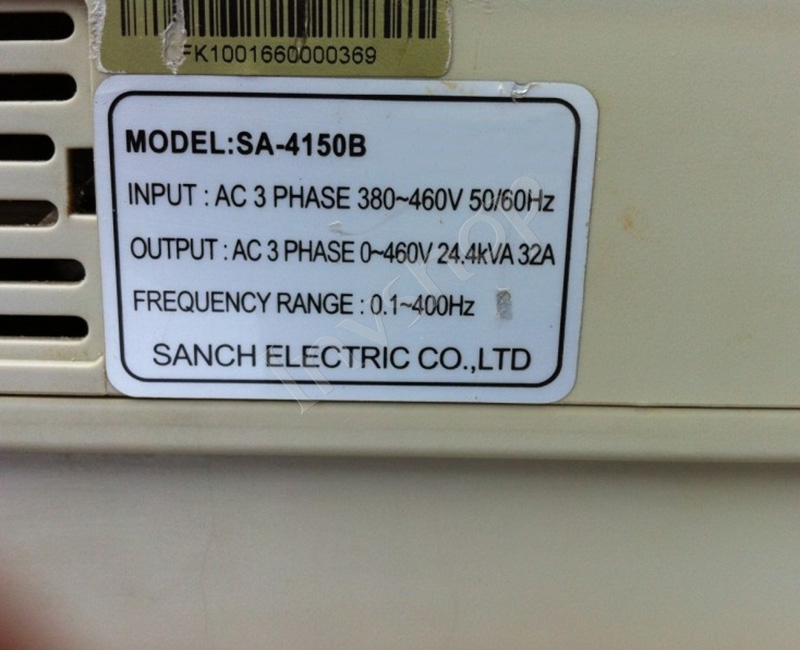 FK1001660000369
MODEL:SA-4150B
INPUT : AC 3 PHASE 380~460V 50/60Hz
OUTPUT : AC 3 PHASE 0~460V 24.4kVA 32A
FREQUENCY RANGE : 0.1~400Hz
SANCH ELECTRIC CO.,LTD
Invshop